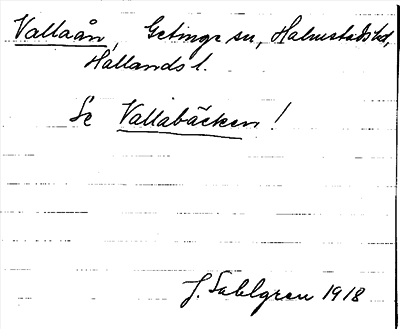 Vallaån, Getinge sn, Halmstads hd,
Hallands l.
Se Vallabäcken!
J. Sahlgren 1918